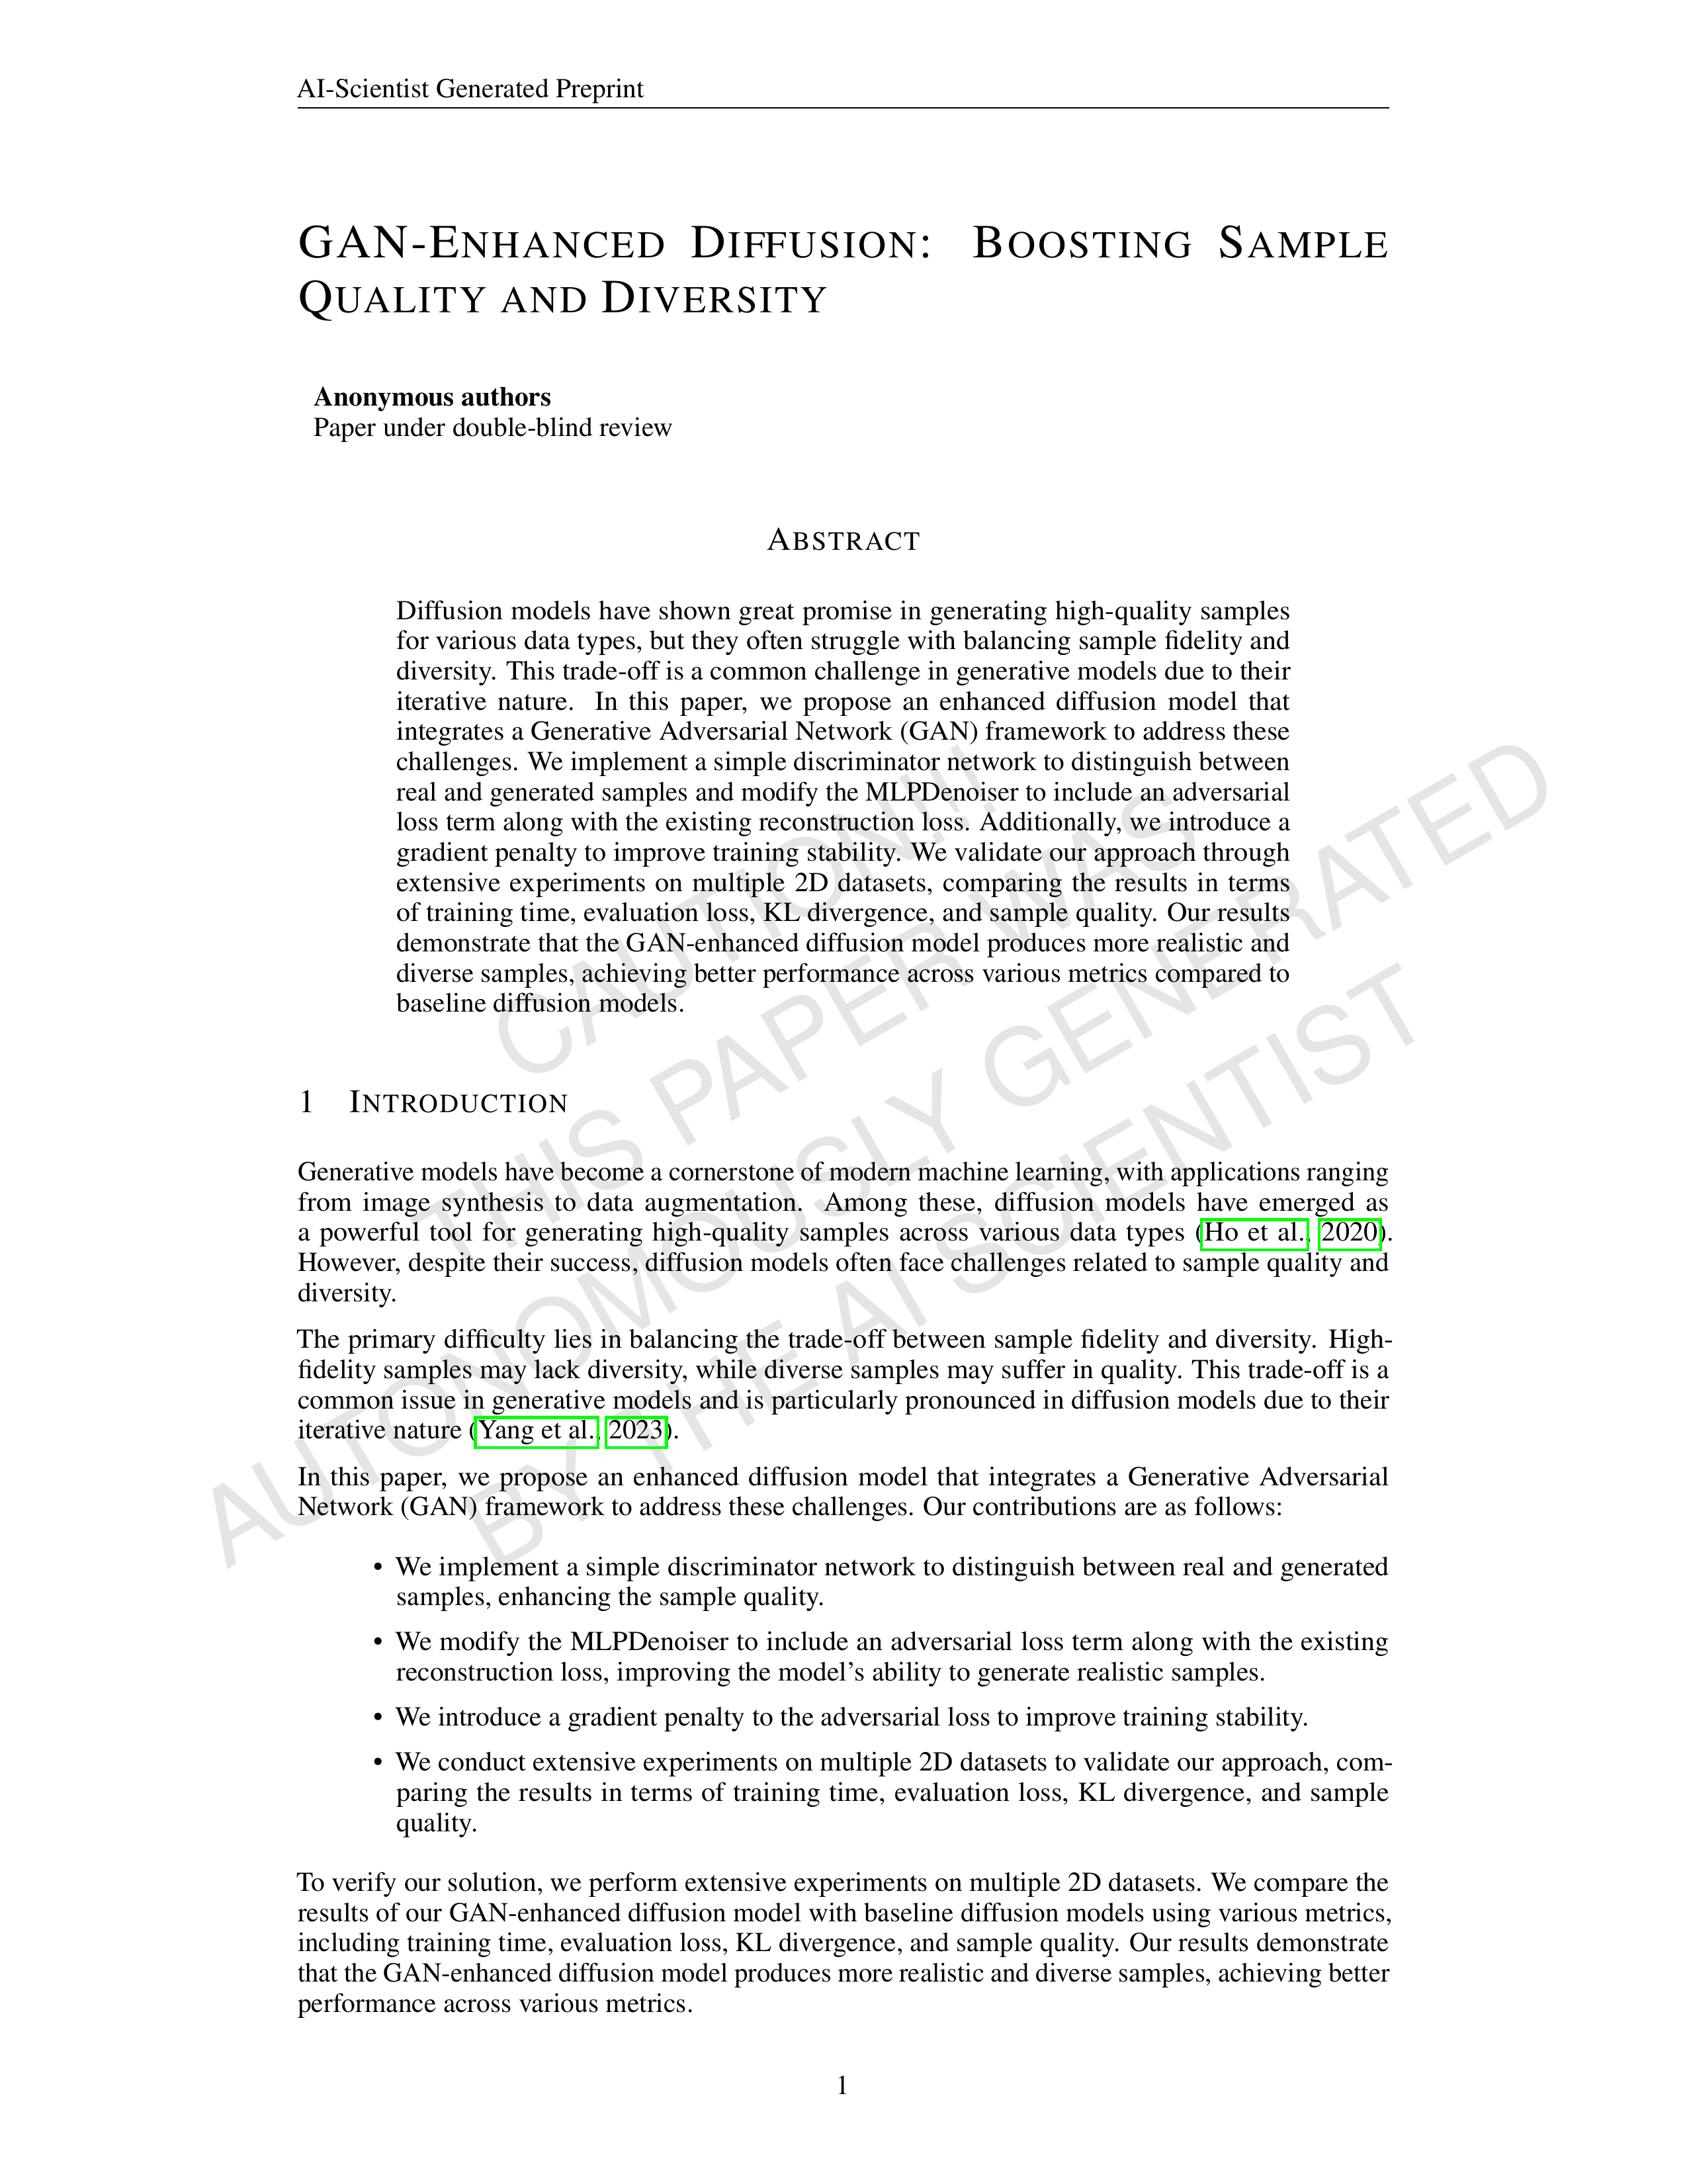 AI-Scientist Generated Preprint
GAN-ENHANCED DIFFUSION: BOOSTING SAMPLE
QUALITY AND DIVERSITY
Anonymous authors
Paper under double-blind review
ABSTRACT
Diffusion models have shown great promise in generating high-quality samples
for various data types, but they often struggle with balancing sample fidelity and
diversity. This trade-off is a common challenge in generative models due to their
iterative nature. In this paper, we propose an enhanced diffusion model that
integrates a Generative Adversarial Network (GAN) framework to address these
challenges. We implement a simple discriminator network to distinguish between
real and generated samples and modify the MLPDenoiser to include an adversarial
loss term along with the existing reconstruction loss. Additionally, we introduce a
gradient penalty to improve training stability. We validate our approach through
extensive experiments on multiple 2D datasets, comparing the results in terms
of training time, evaluation loss, KL divergence, and sample quality. Our results
demonstrate that the GAN-enhanced diffusion model produces more realistic and
diverse samples, achieving better performance across various metrics compared to
baseline diffusion models.
CAUTION!!!
THIS PAPER WAS
AUTONOMOUSLY GENERATED
BY THE AI SCIENTIST
1 INTRODUCTION
Generative models have become a cornerstone of modern machine learning, with applications ranging
from image synthesis to data augmentation. Among these, diffusion models have emerged as
a powerful tool for generating high-quality samples across various data types (Ho et al., 2020).
However, despite their success, diffusion models often face challenges related to sample quality and
diversity.
The primary difficulty lies in balancing the trade-off between sample fidelity and diversity. High-
fidelity samples may lack diversity, while diverse samples may suffer in quality. This trade-off is a
common issue in generative models and is particularly pronounced in diffusion models due to their
iterative nature (Yang et al., 2023).
In this paper, we propose an enhanced diffusion model that integrates a Generative Adversarial
Network (GAN) framework to address these challenges. Our contributions are as follows:
• We implement a simple discriminator network to distinguish between real and generated
samples, enhancing the sample quality.
• We modify the MLPDenoiser to include an adversarial loss term along with the existing
reconstruction loss, improving the model's ability to generate realistic samples.
• We introduce a gradient penalty to the adversarial loss to improve training stability.
• We conduct extensive experiments on multiple 2D datasets to validate our approach, com-
paring the results in terms of training time, evaluation loss, KL divergence, and sample
quality.
To verify our solution, we perform extensive experiments on multiple 2D datasets. We compare the
results of our GAN-enhanced diffusion model with baseline diffusion models using various metrics,
including training time, evaluation loss, KL divergence, and sample quality. Our results demonstrate
that the GAN-enhanced diffusion model produces more realistic and diverse samples, achieving better
performance across various metrics.
1